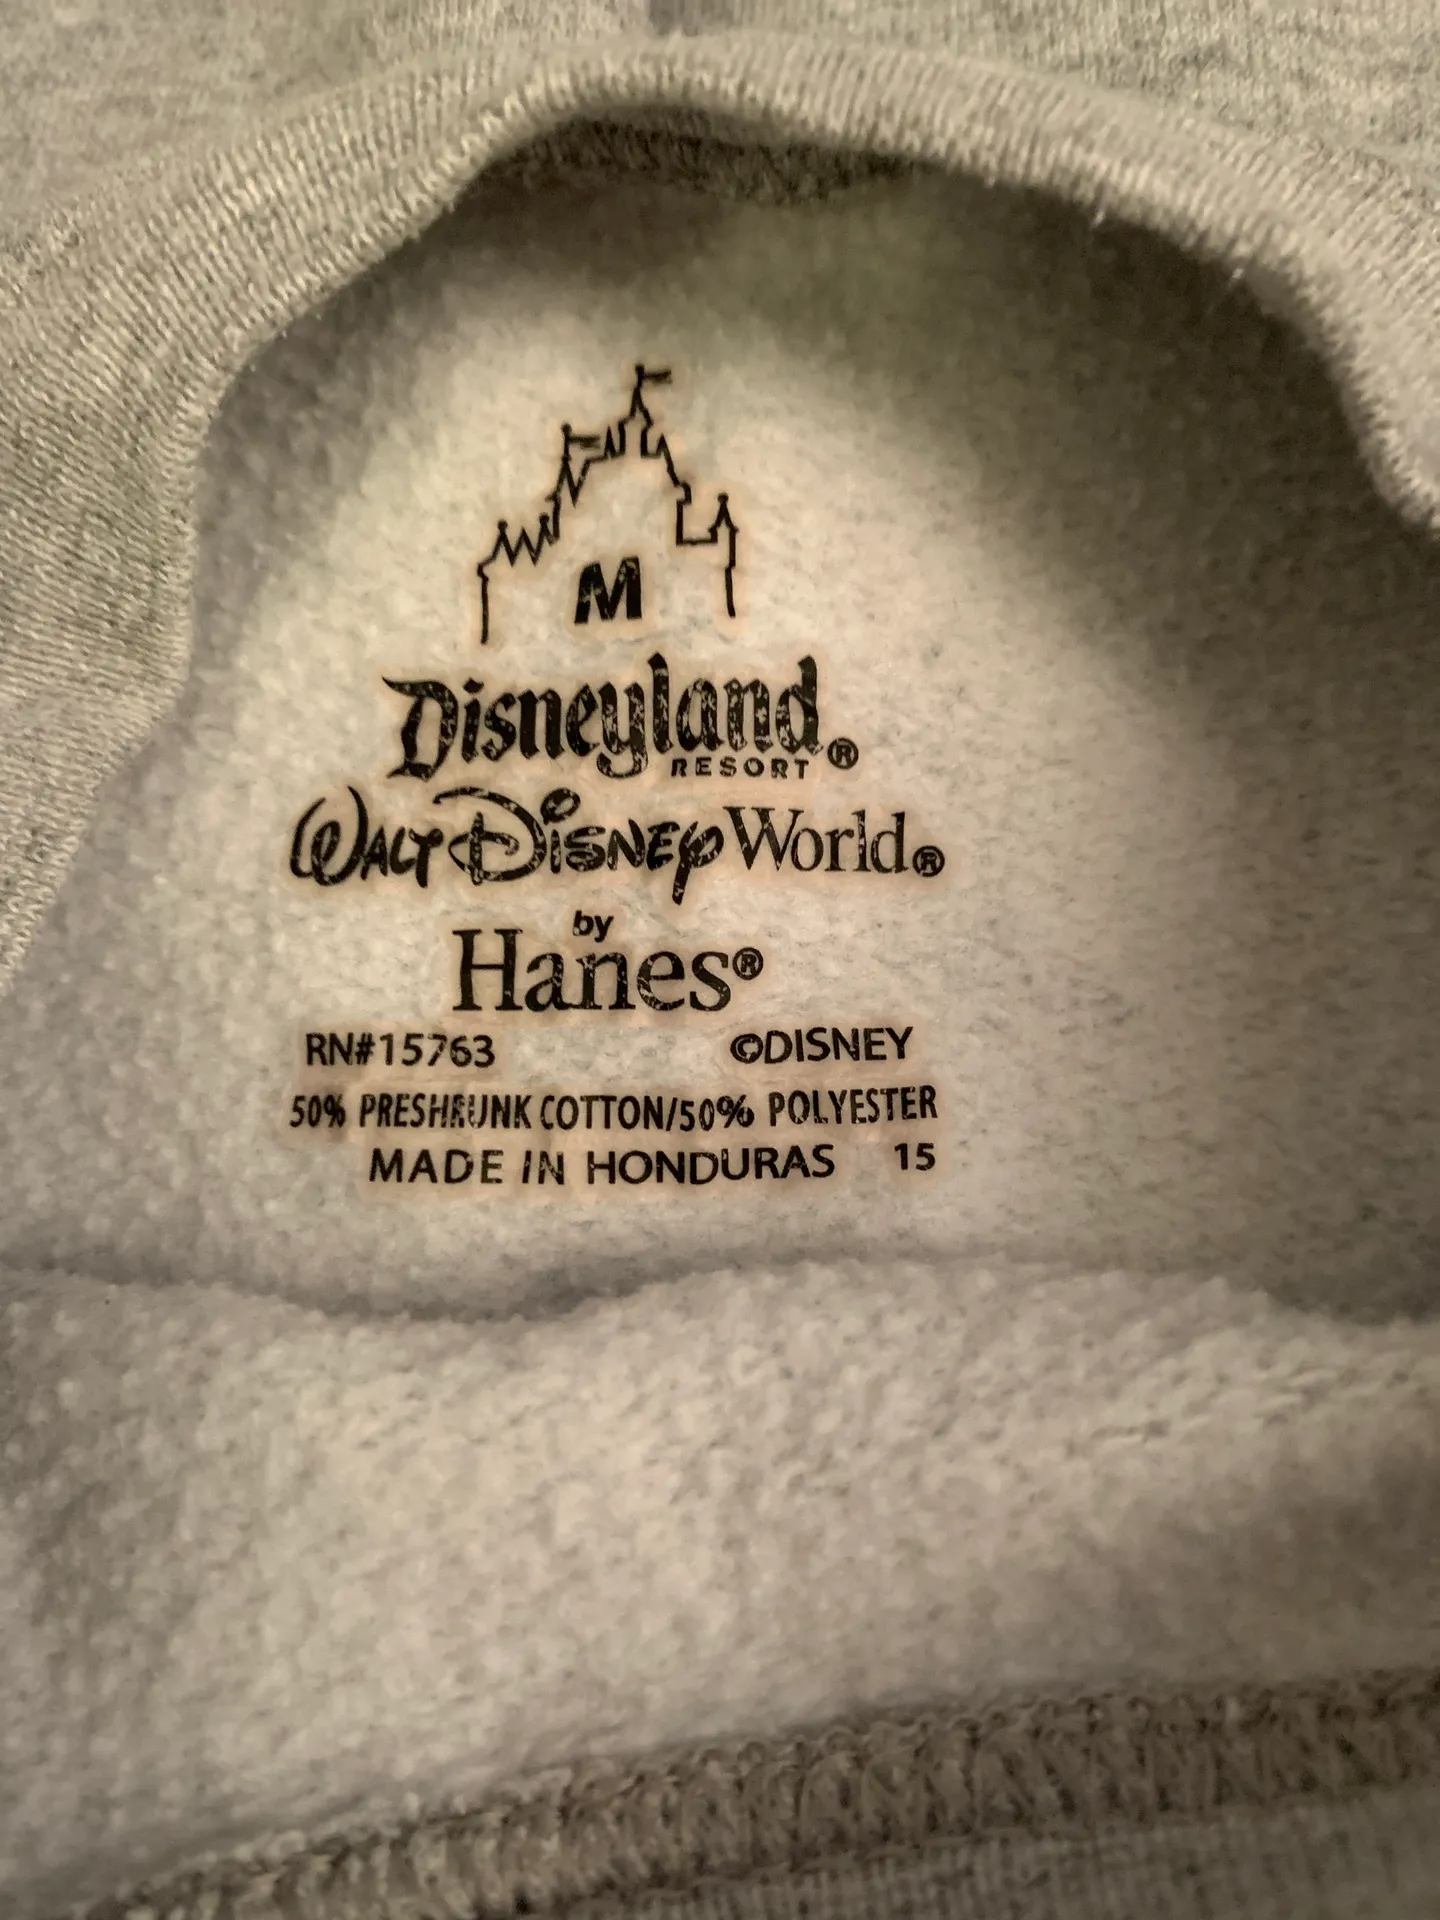 M
Disneyland®
RESORT
WALT DISNEY World®
by
Hanes®
RN#15763 ©DISNEY
50% PRESHRUNK COTTON/50% POLYESTER
MADE IN HONDURAS 15